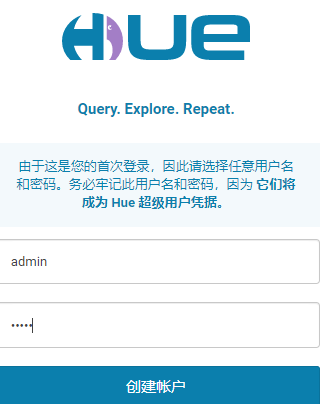 HUE
Query. Explore. Repeat.
由于这是您的首次登录，因此请选择任意用户名
和密码。务必牢记此用户名和密码，因为 它们将
成为 Hue 超级用户凭据。
admin
•••••
创建帐户